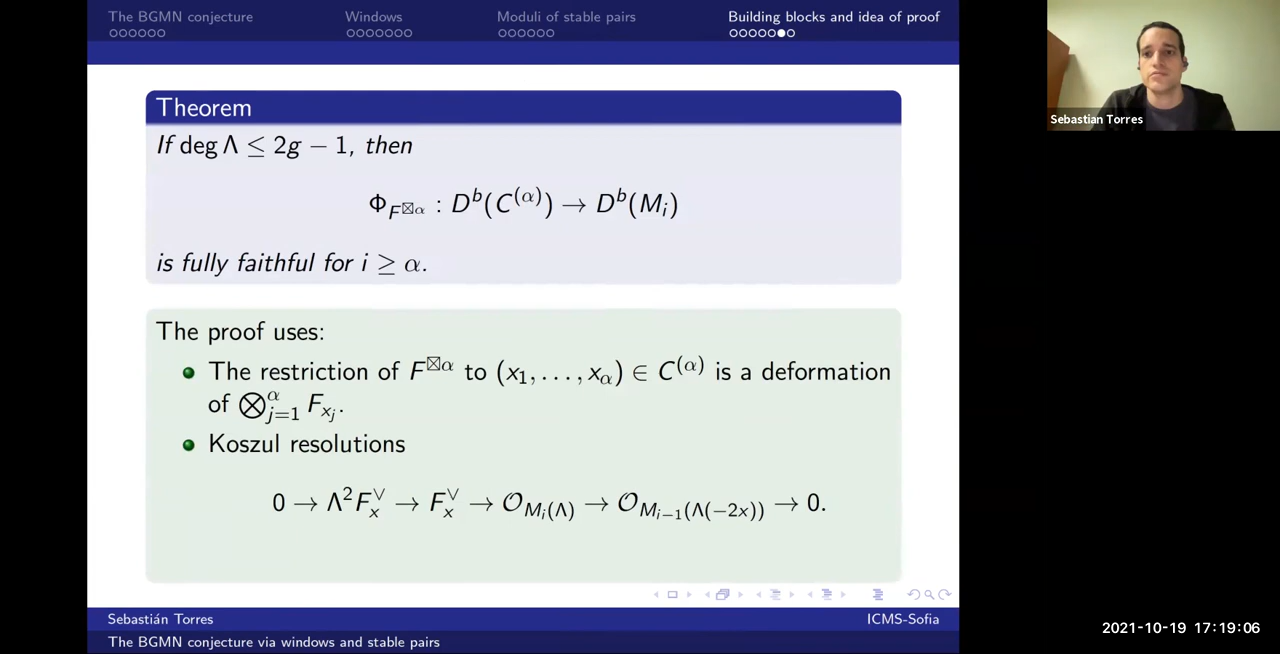 The BGMN conjecture Windows Moduli of stable pairs Building blocks and idea of proof
Theorem
If deg Λ ≤ 2g − 1, then
Φ_{F^{⊠α}} : D^b(C^{(α)}) → D^b(M_i)
is fully faithful for i ≥ α.
The proof uses:
The restriction of F^{⊠α} to (x_1, . . . , x_α) ∈ C^{(α)} is a deformation
of ⊗_{j=1}^{α} F_{x_j}.
Koszul resolutions
0 → Λ^2 F_x^∨ → F_x^∨ → 𝒪_{M_i(Λ)} → 𝒪_{M_{i−1}(Λ(−2x))} → 0.
Sebastián Torres ICMS-Sofia
The BGMN conjecture via windows and stable pairs
Sebastian Torres
2021-10-19 17:19:06